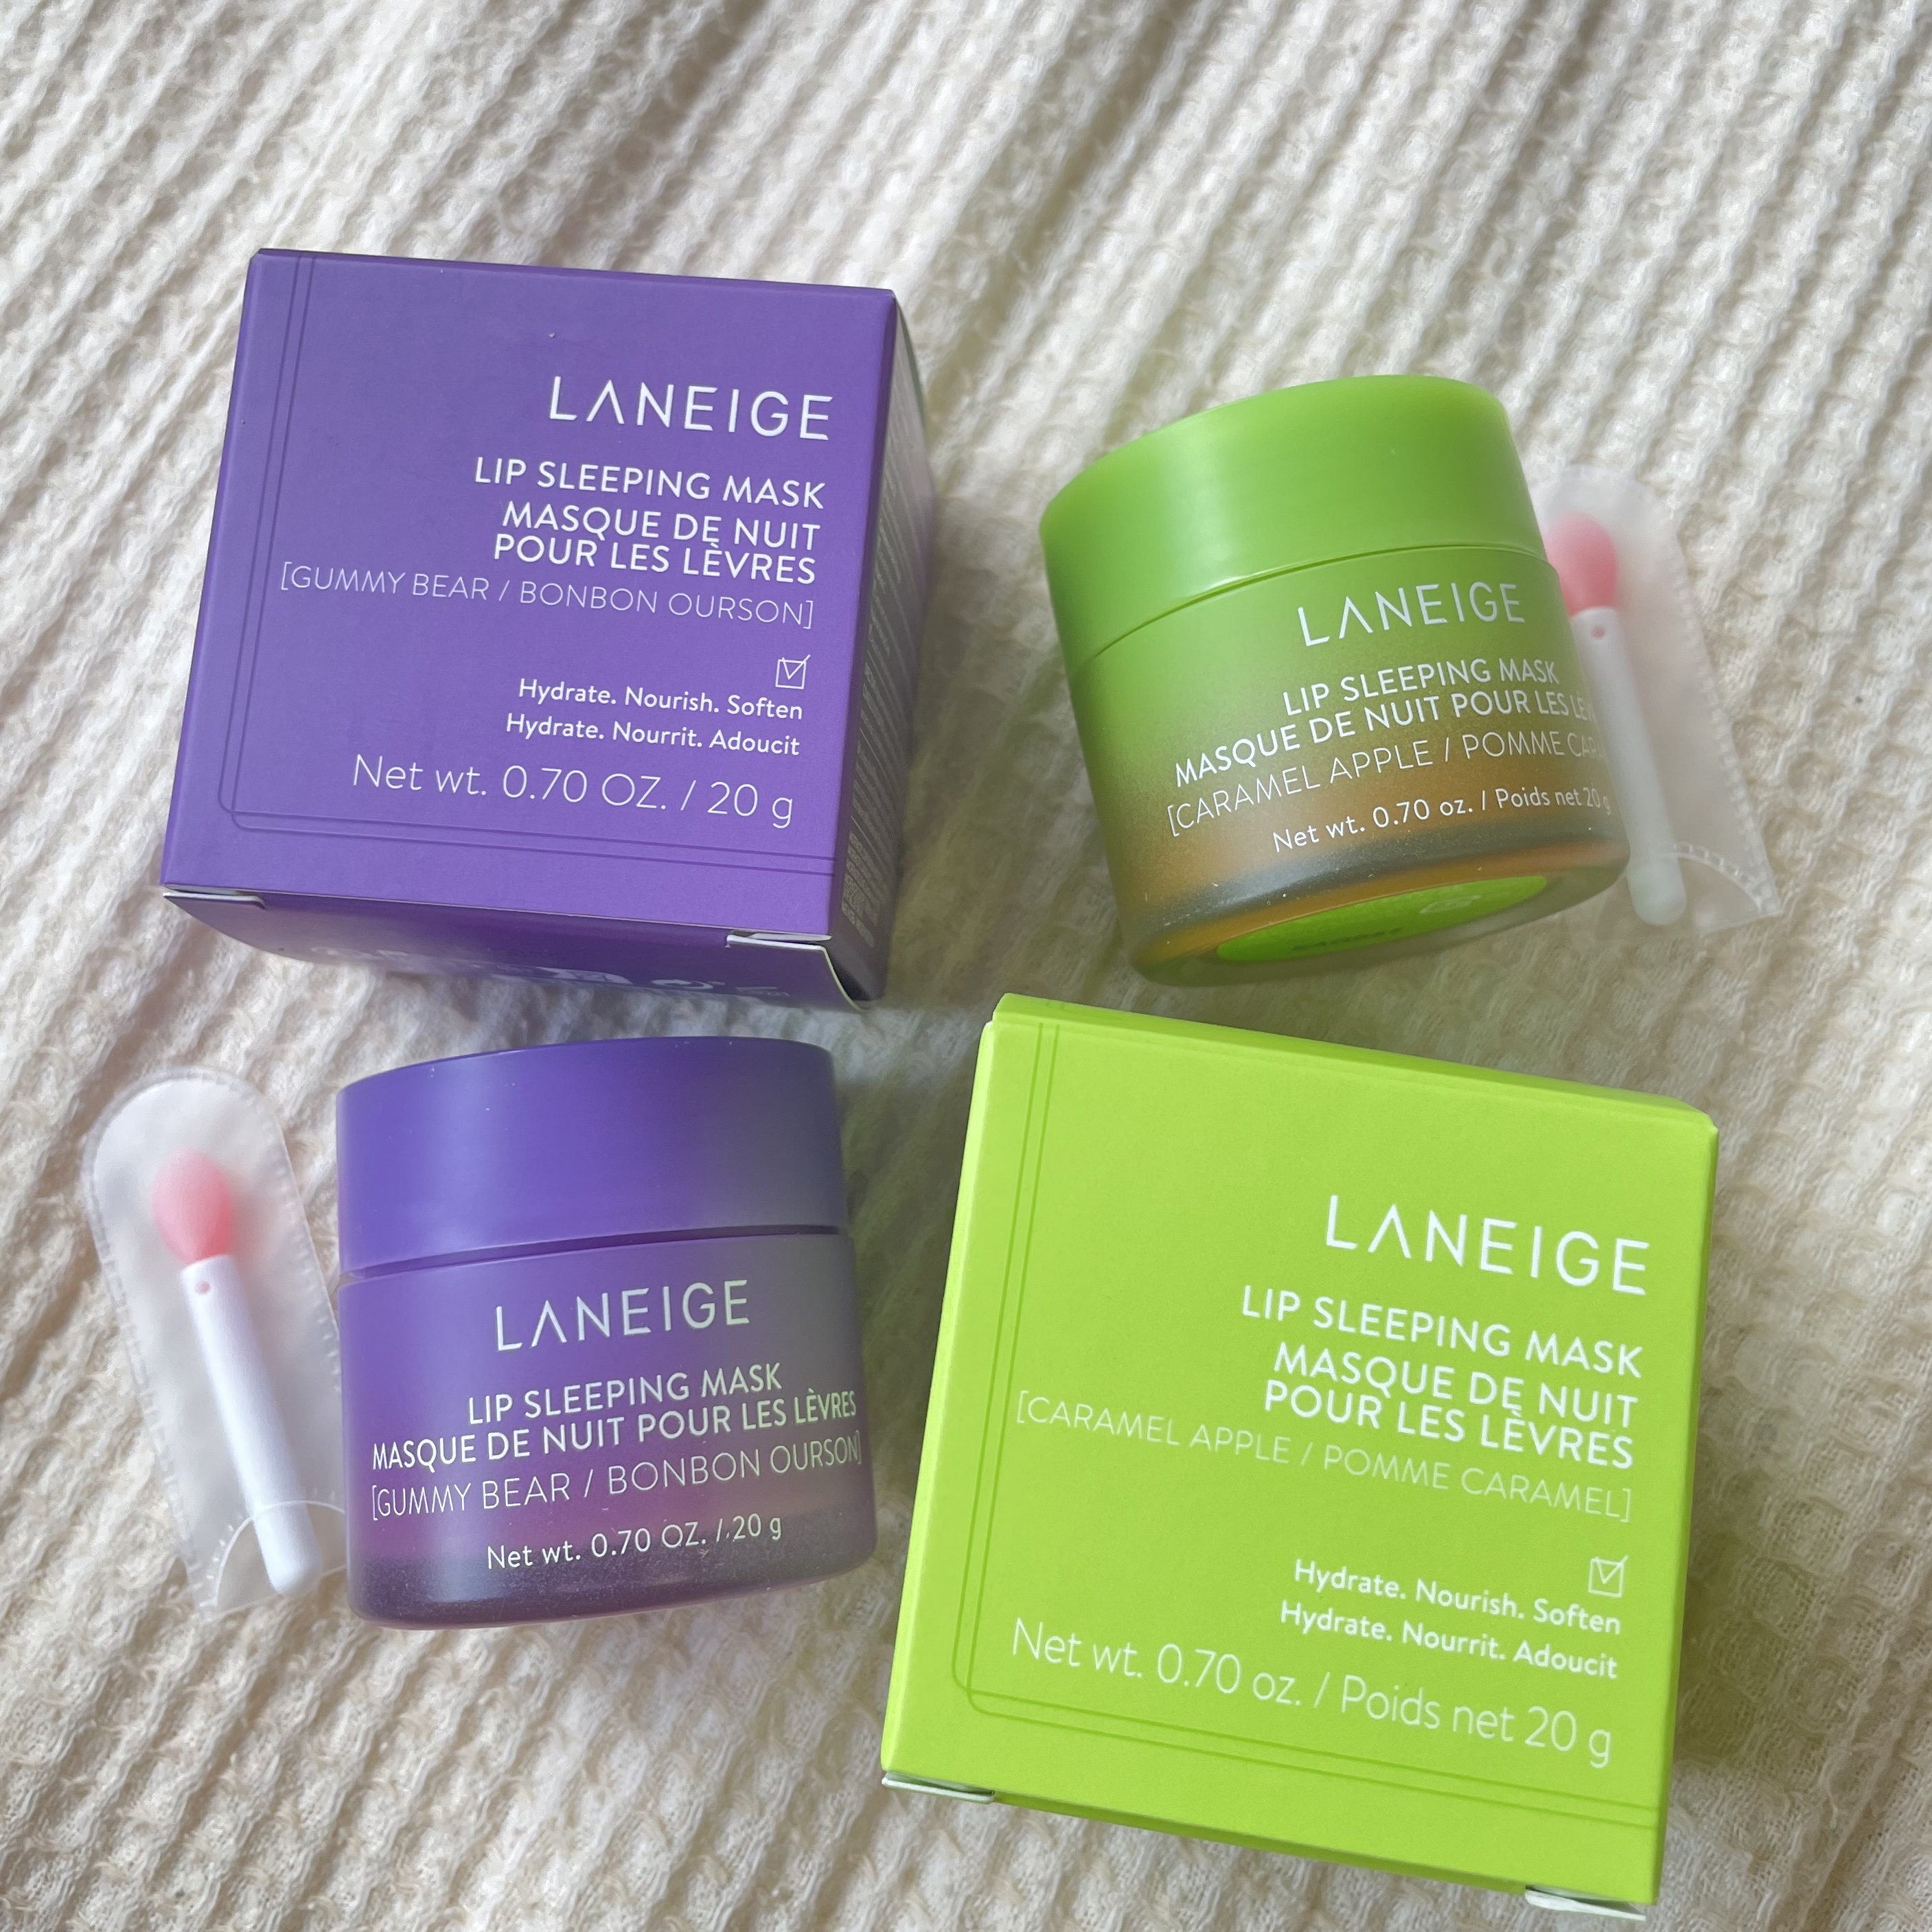 LANEIGE
LIP SLEEPING MASK
MASQUE DE NUIT
POUR LES LÈVRES
[GUMMY BEAR / BONBON OURSON]
Hydrate. Nourish. Soften
Hydrate. Nourrit. Adoucit
Net wt. 0.70 OZ. / 20 g
LANEIGE
LIP SLEEPING MASK
MASQUE DE NUIT POUR LES LÈV
[CARAMEL APPLE / POMME CARA
Net wt. 0.70 oz. / Poids net 20 g
LANEIGE
LIP SLEEPING MASK
MASQUE DE NUIT POUR LES LÈVRES
[GUMMY BEAR / BONBON OURSON]
Net wt. 0.70 OZ. / 20 g
LANEIGE
LIP SLEEPING MASK
MASQUE DE NUIT
POUR LES LÈVRES
[CARAMEL APPLE / POMME CARAMEL]
Hydrate. Nourish. Soften
Hydrate. Nourrit. Adoucit
Net wt. 0.70 oz. / Poids net 20 g